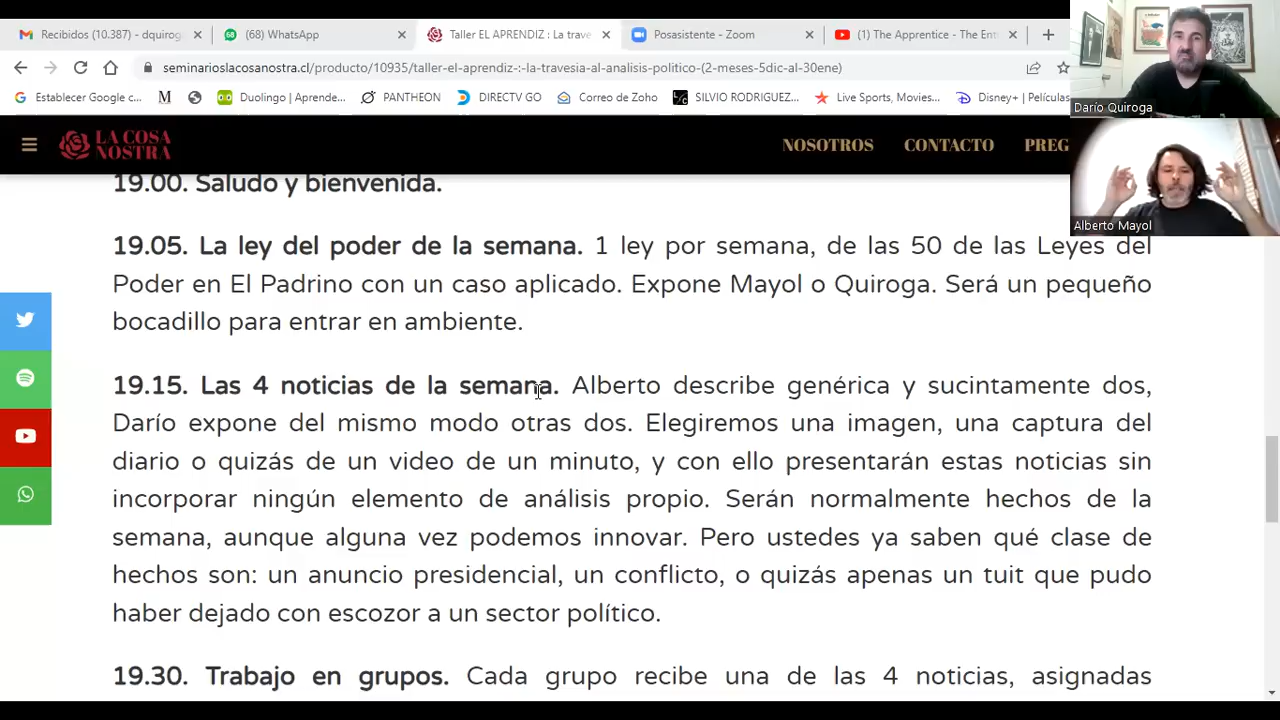 Recibidos (10.387) - dquirog
(68) WhatsApp
Taller EL APRENDIZ : La trave
Posasistente - Zoom
(1) The Apprentice - The Ent
seminarioslacosanostra.cl/producto/10935/taller-el-aprendiz-:-la-travesia-al-analisis-politico-(2-meses-5dic-al-30ene)
Establecer Google c...
M
Duolingo | Aprende...
PANTHEON
DIRECTV GO
Correo de Zoho
SILVIO RODRIGUEZ...
Live Sports, Movies...
Disney+ | Películas
Darío Quiroga
LA COSA
NOSTRA
NOSOTROS
CONTACTO
PREG
Alberto Mayol
19.00. Saludo y bienvenida.
19.05. La ley del poder de la semana. 1 ley por semana, de las 50 de las Leyes del
Poder en El Padrino con un caso aplicado. Expone Mayol o Quiroga. Será un pequeño
bocadillo para entrar en ambiente.
19.15. Las 4 noticias de la semana. Alberto describe genérica y sucintamente dos,
Darío expone del mismo modo otras dos. Elegiremos una imagen, una captura del
diario o quizás de un video de un minuto, y con ello presentarán estas noticias sin
incorporar ningún elemento de análisis propio. Serán normalmente hechos de la
semana, aunque alguna vez podemos innovar. Pero ustedes ya saben qué clase de
hechos son: un anuncio presidencial, un conflicto, o quizás apenas un tuit que pudo
haber dejado con escozor a un sector político.
19.30. Trabajo en grupos. Cada grupo recibe una de las 4 noticias, asignadas